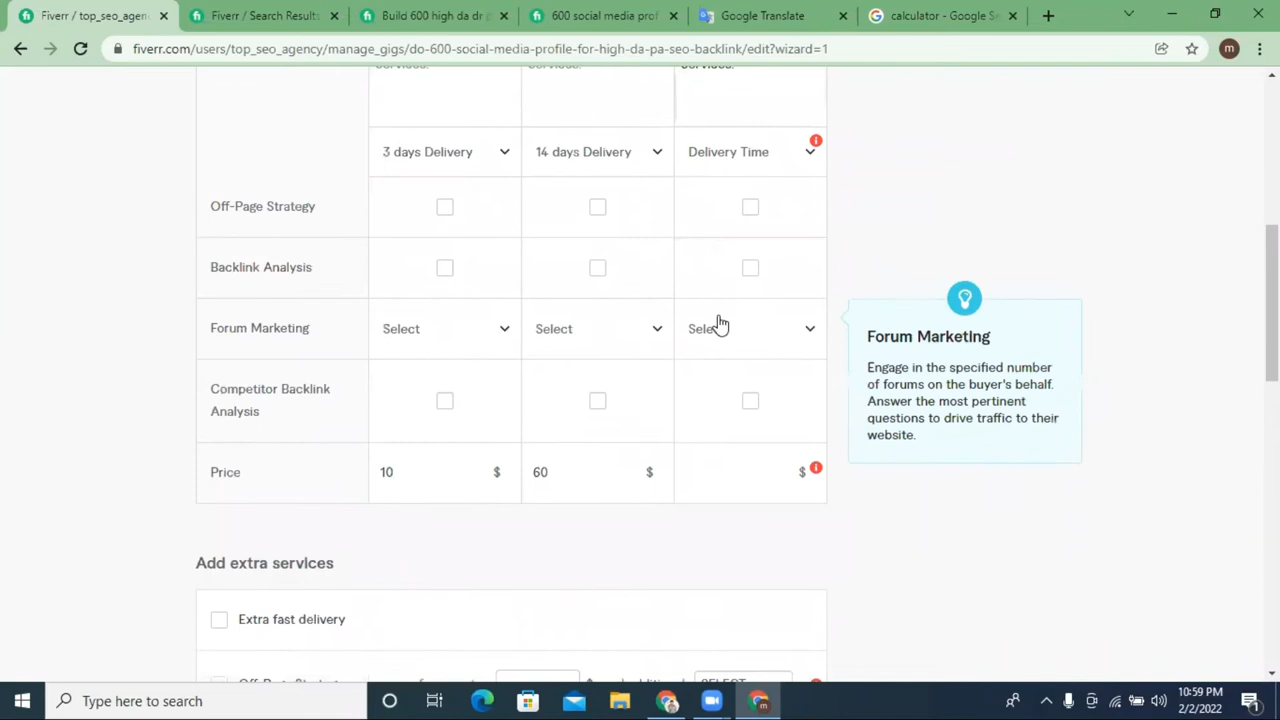 Fiverr / top_seo_agen
Fiverr / Search Results
Build 600 high da dr
600 social media prof
Google Translate
calculator - Google Se
fiverr.com/users/top_seo_agency/manage_gigs/do-600-social-media-profile-for-high-da-pa-seo-backlink/edit?wizard=1
m
3 days Delivery
14 days Delivery
Delivery Time
Off-Page Strategy
Backlink Analysis
Forum Marketing
Select
Select
Sele
Forum Marketing
Engage in the specified number
of forums on the buyer's behalf.
Answer the most pertinent
questions to drive traffic to their
website.
Competitor Backlink
Analysis
Price
10 $
60 $
$
Add extra services
Extra fast delivery
Type here to search
10:59 PM
2/2/2022